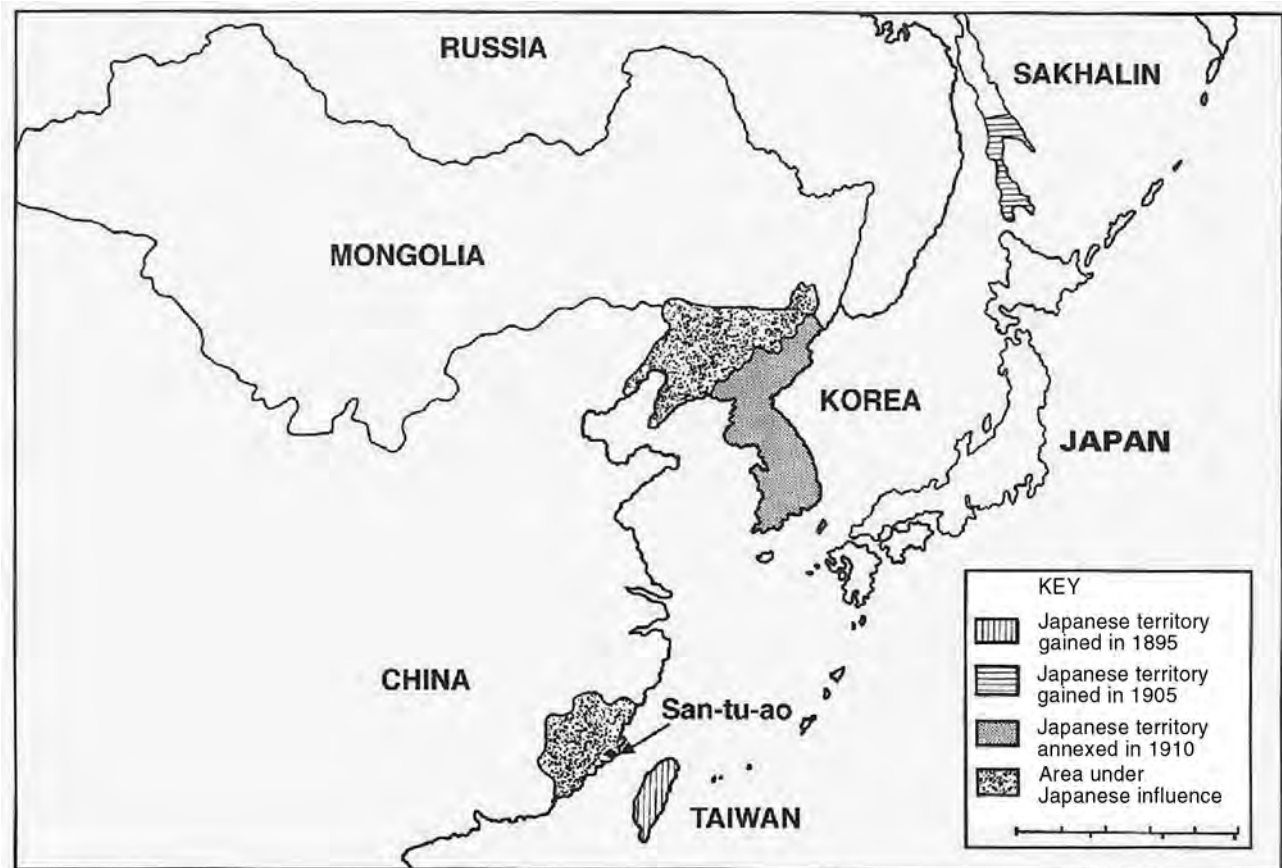 RUSSIA
SAKHALIN
MONGOLIA
KOREA
JAPAN
CHINA
San-tu-ao
TAIWAN
KEY
Japanese territory
gained in 1895
Japanese territory
gained in 1905
Japanese territory
annexed in 1910
Area under
Japanese influence